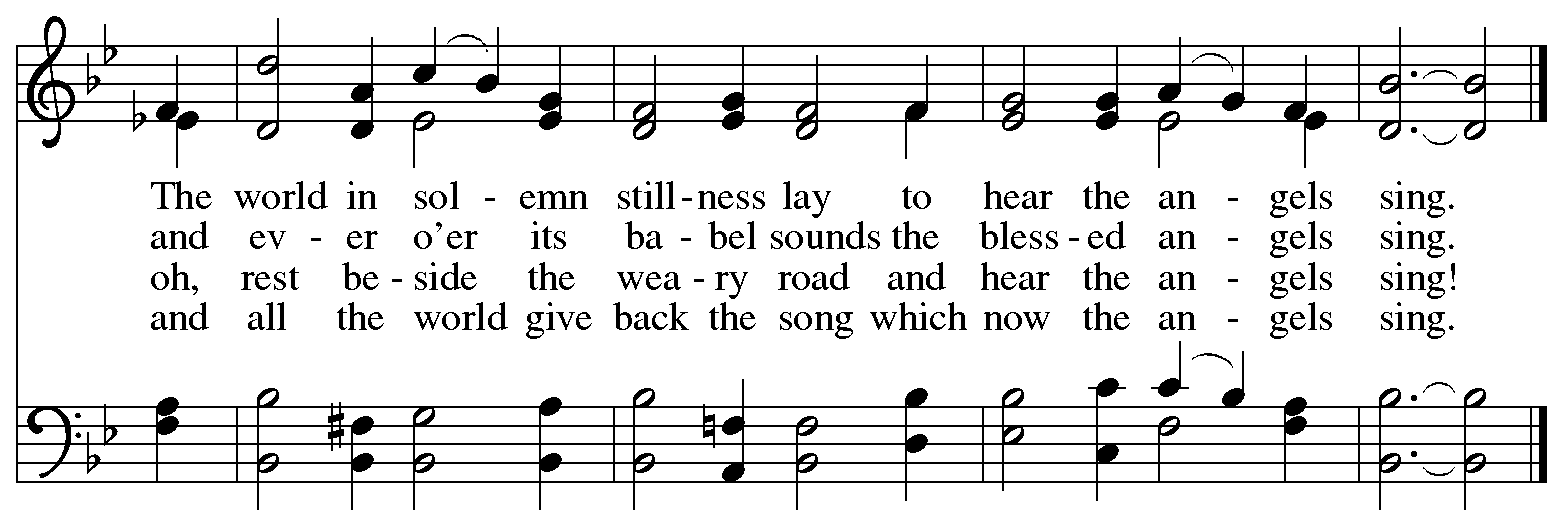 The world in sol - emn still - ness lay to hear the an - gels sing.
and ev - er o'er its ba - bel sounds the bless - ed an - gels sing.
oh, rest be - side the wea - ry road and hear the an - gels sing!
and all the world give back the song which now the an - gels sing.